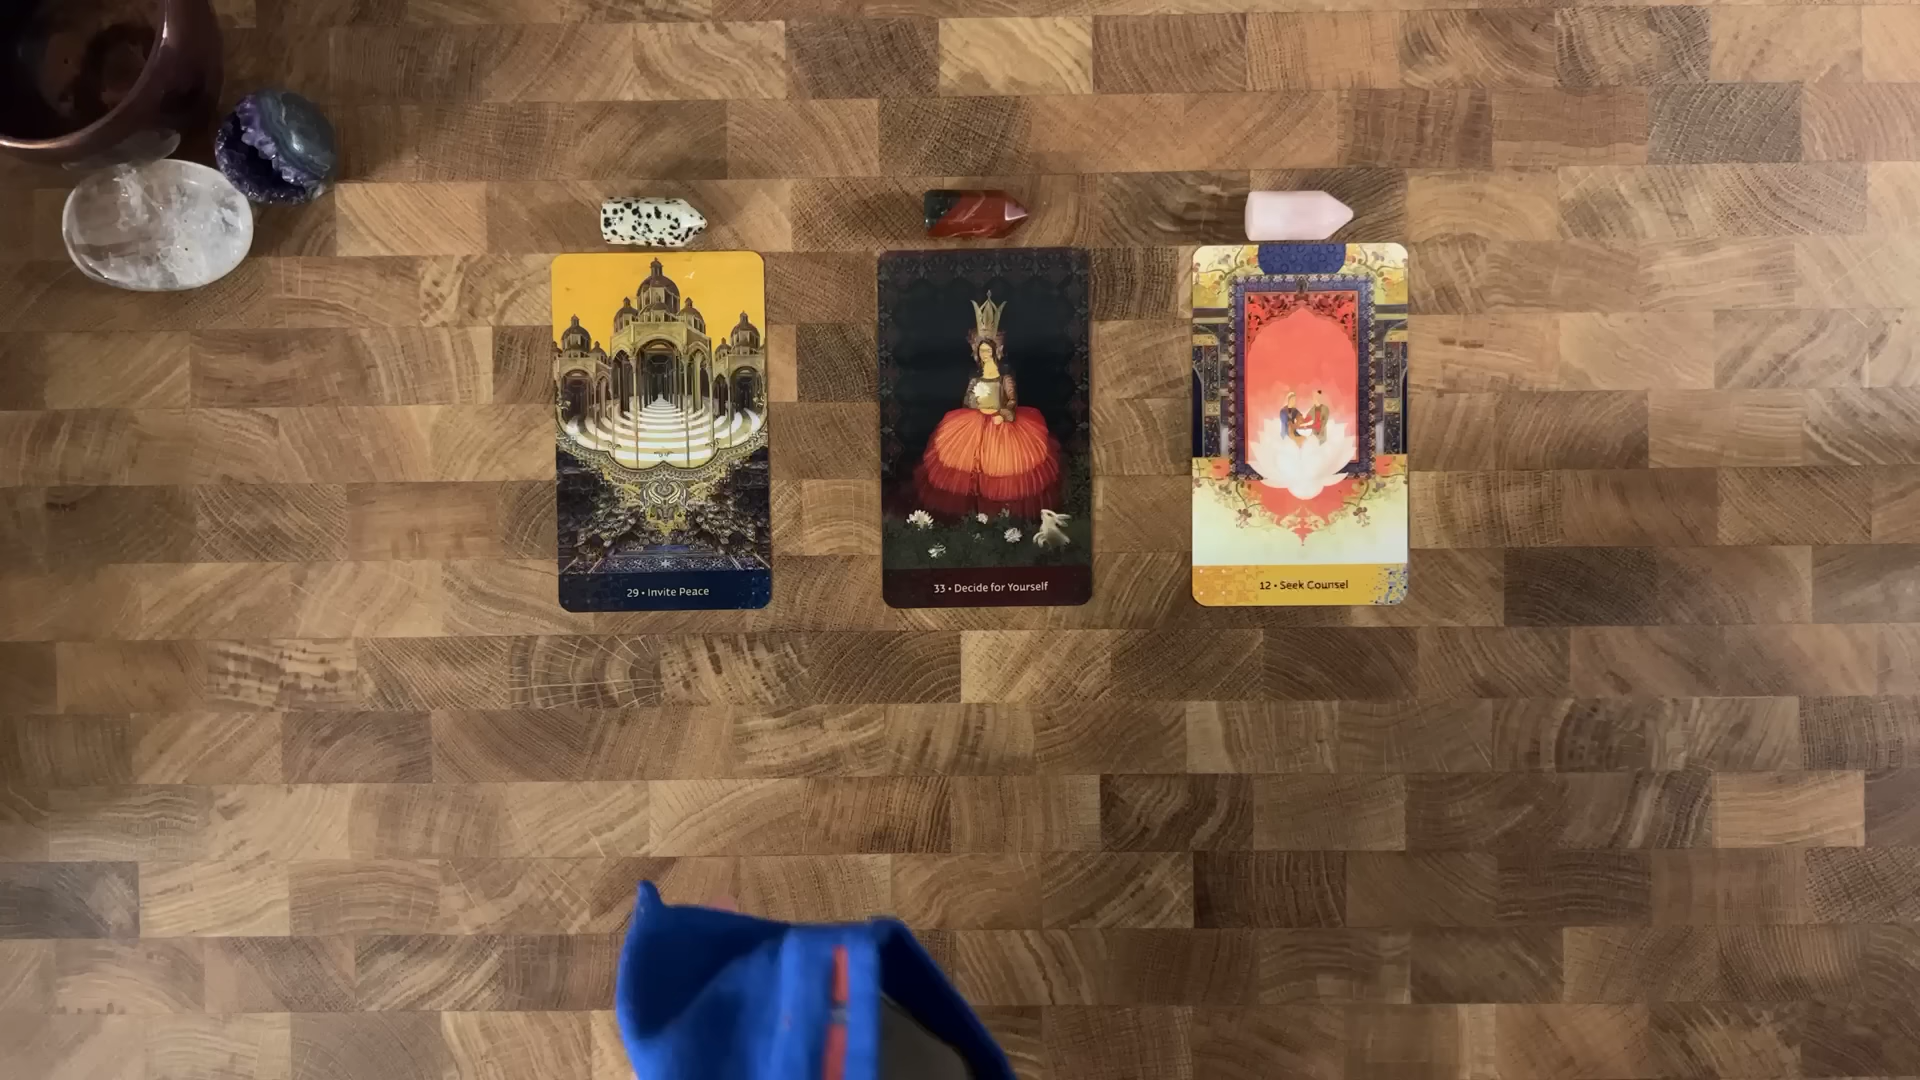 29 • Invite Peace
33 • Decide for Yourself
12 • Seek Counsel